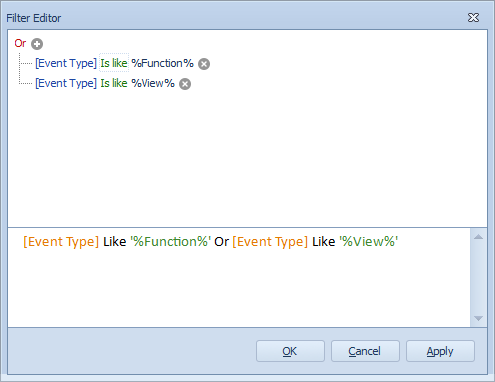 Filter Editor
Or
[Event Type] Is like %Function%
[Event Type] Is like %View%
[Event Type] Like '%Function%' Or [Event Type] Like '%View%'
OK Cancel Apply